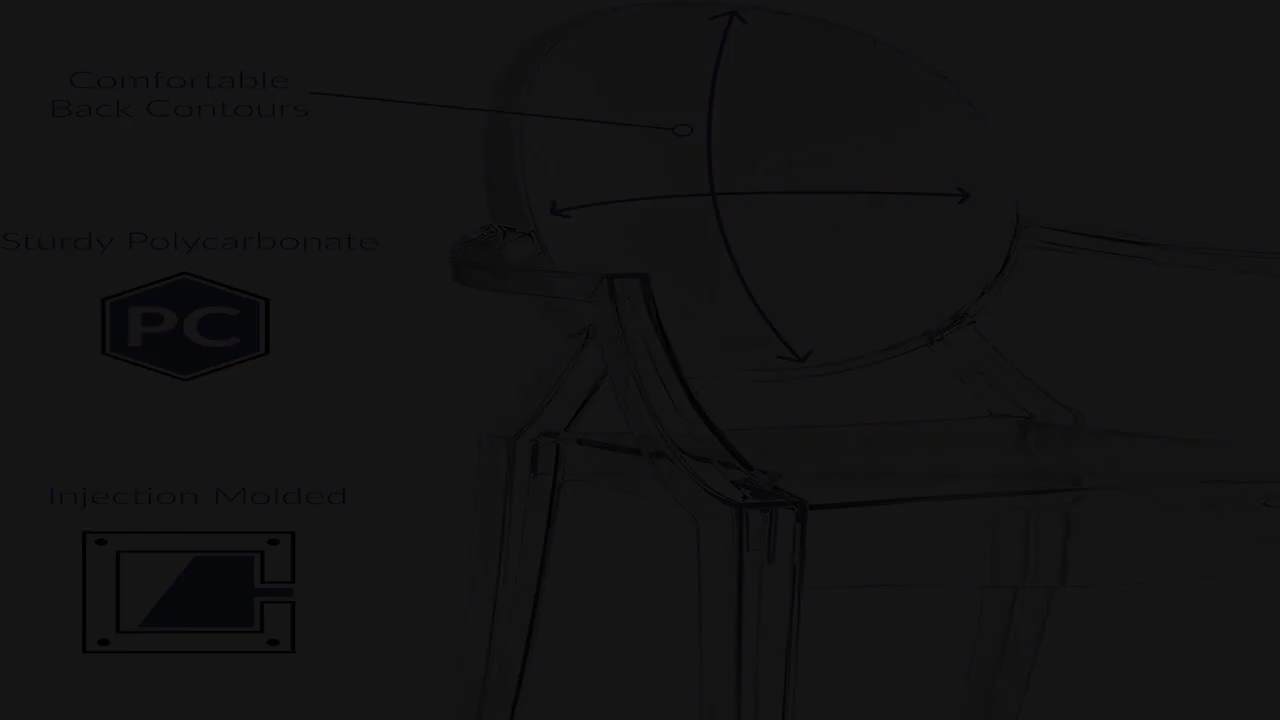 Comfortable
Back Contours
Sturdy Polycarbonate
PC
Injection Molded